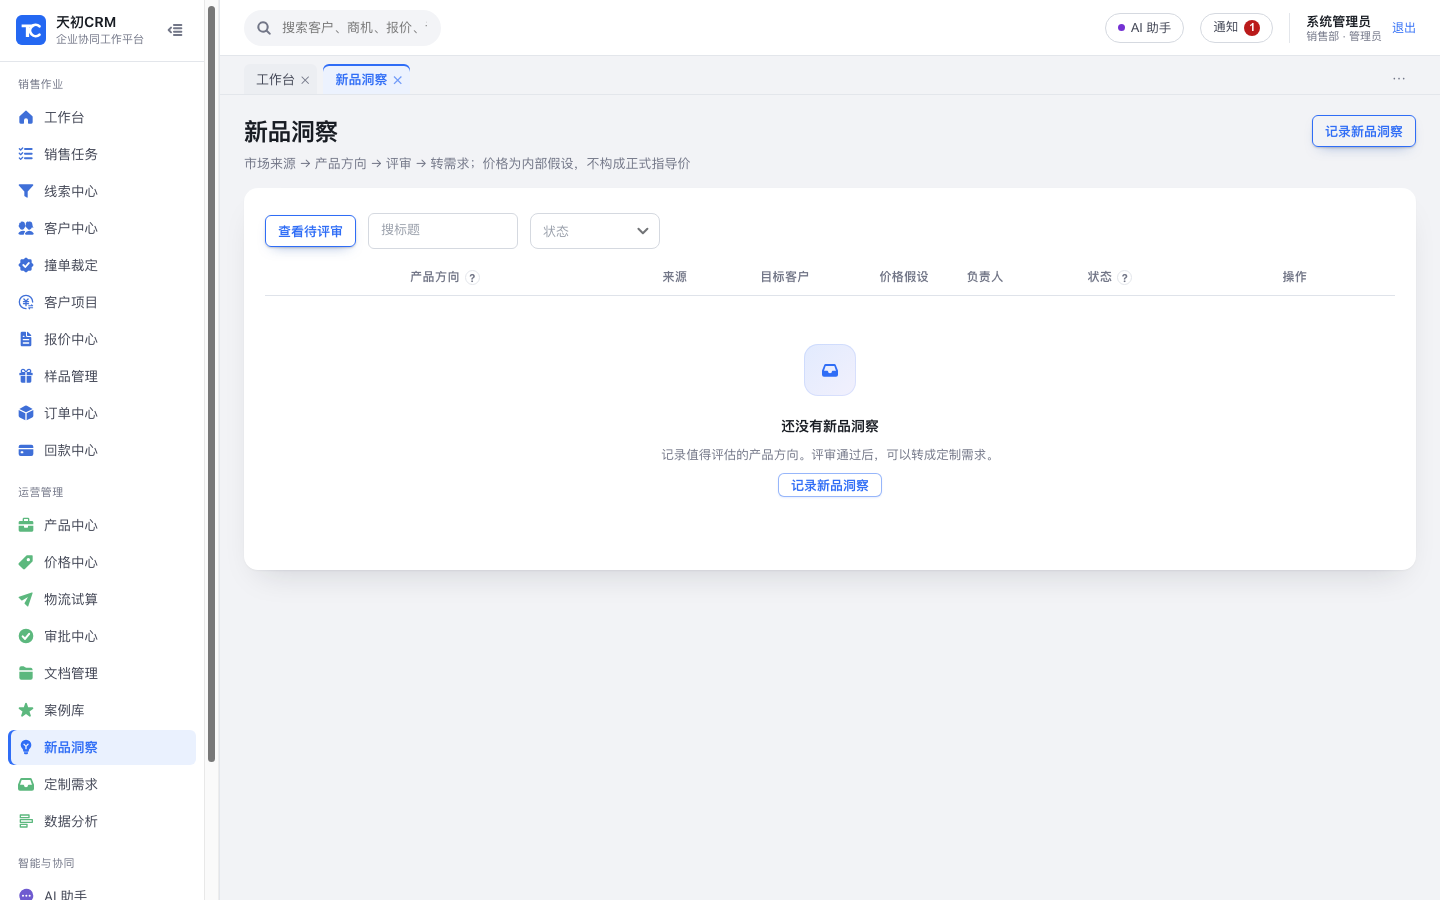 天初CRM
企业协同工作平台
搜索客户、商机、报价、
AI 助手
通知 1
系统管理员
销售部 · 管理员
退出
销售作业
工作台
销售任务
线索中心
客户中心
撞单裁定
客户项目
报价中心
样品管理
订单中心
回款中心
运营管理
产品中心
价格中心
物流试算
审批中心
文档管理
案例库
新品洞察
定制需求
数据分析
智能与协同
AI 助手
工作台 ×
新品洞察 ×
···
新品洞察
记录新品洞察
市场来源 → 产品方向 → 评审 → 转需求；价格为内部假设，不构成正式指导价
查看待评审
搜标题
状态
产品方向 ? 来源 目标客户 价格假设 负责人 状态 ? 操作
还没有新品洞察
记录值得评估的产品方向。评审通过后，可以转成定制需求。
记录新品洞察